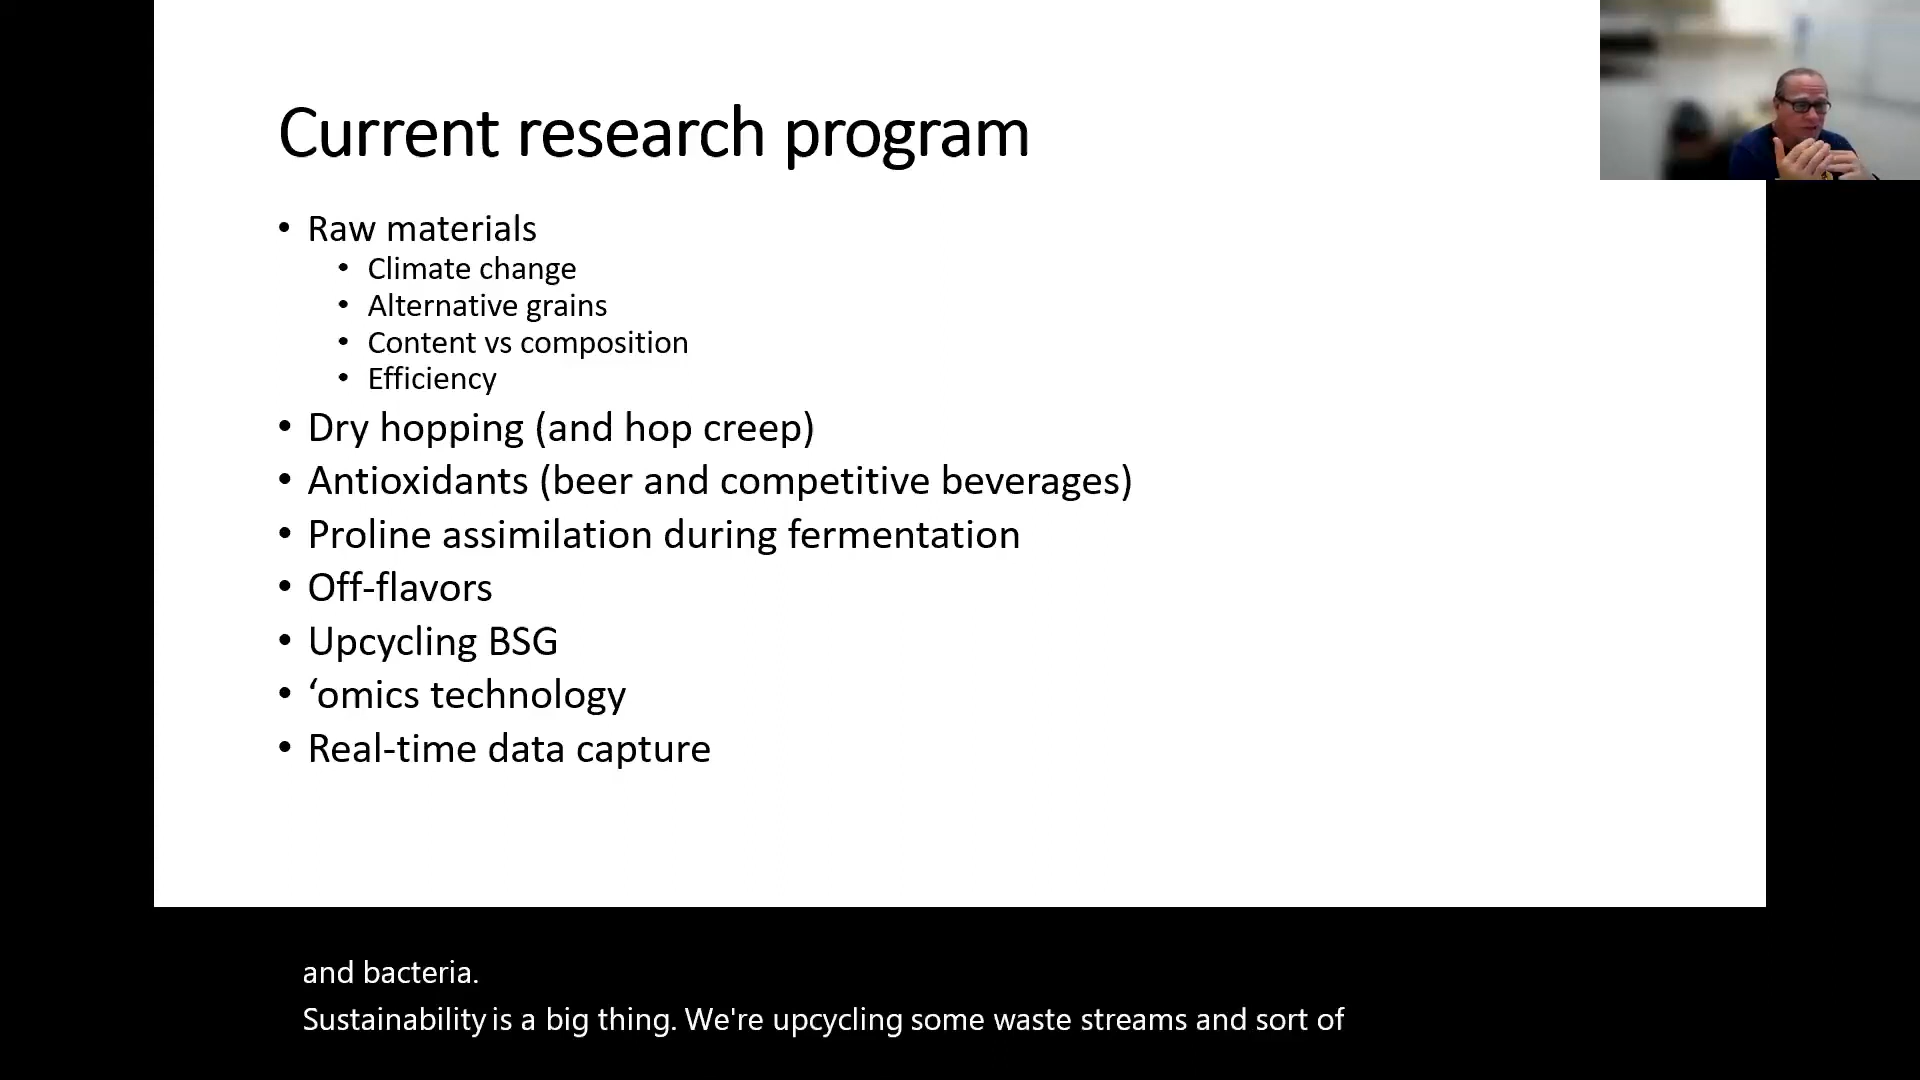 Current research program
• Raw materials
• Climate change
• Alternative grains
• Content vs composition
• Efficiency
• Dry hopping (and hop creep)
• Antioxidants (beer and competitive beverages)
• Proline assimilation during fermentation
• Off-flavors
• Upcycling BSG
• ‘omics technology
• Real-time data capture
and bacteria.
Sustainability is a big thing. We're upcycling some waste streams and sort of